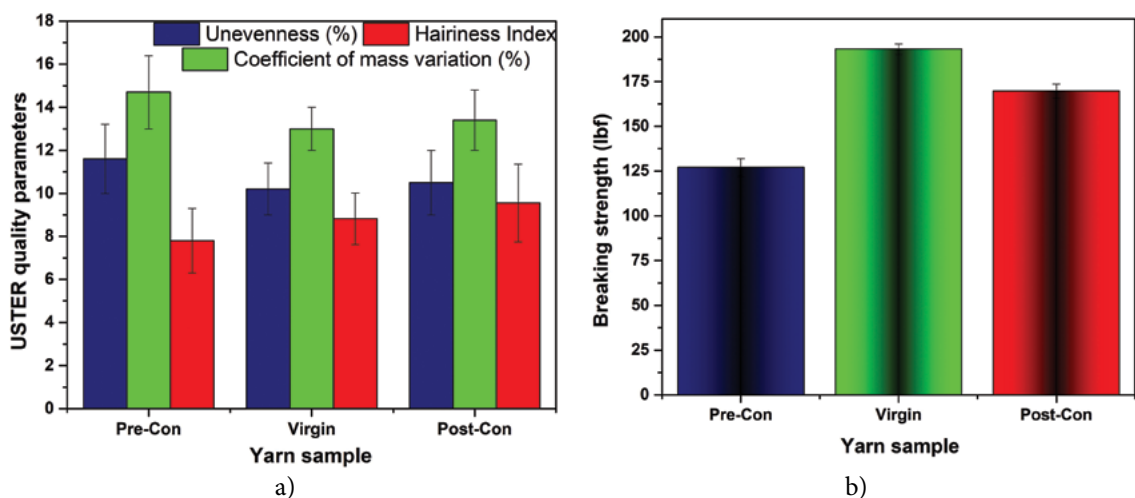 18
16
14
12
10
8
6
4
2
0
USTER quality parameters
Unevenness (%) Hairiness Index
Coefficient of mass variation (%)
Pre-Con Virgin Post-Con
Yarn sample
a)
200
175
150
125
100
75
50
25
0
Breaking strength (lbf)
Pre-Con Virgin Post-Con
Yarn sample
b)